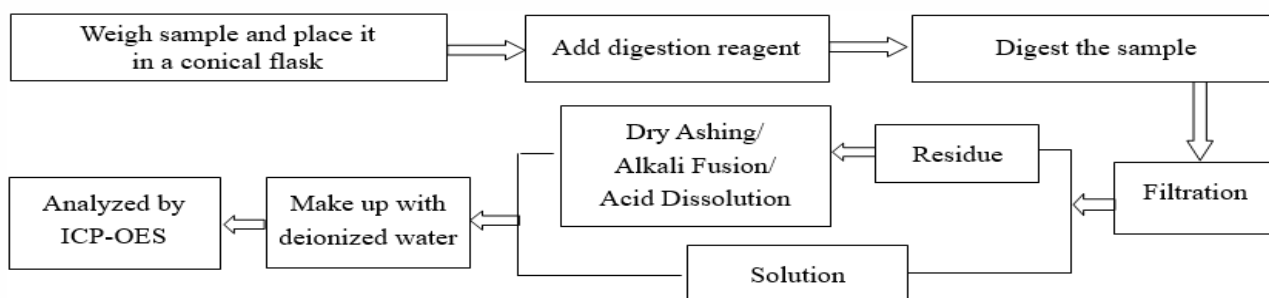 Weigh sample and place it
in a conical flask
Add digestion reagent
Digest the sample
Filtration
Residue
Dry Ashing/
Alkali Fusion/
Acid Dissolution
Solution
Make up with
deionized water
Analyzed by
ICP-OES